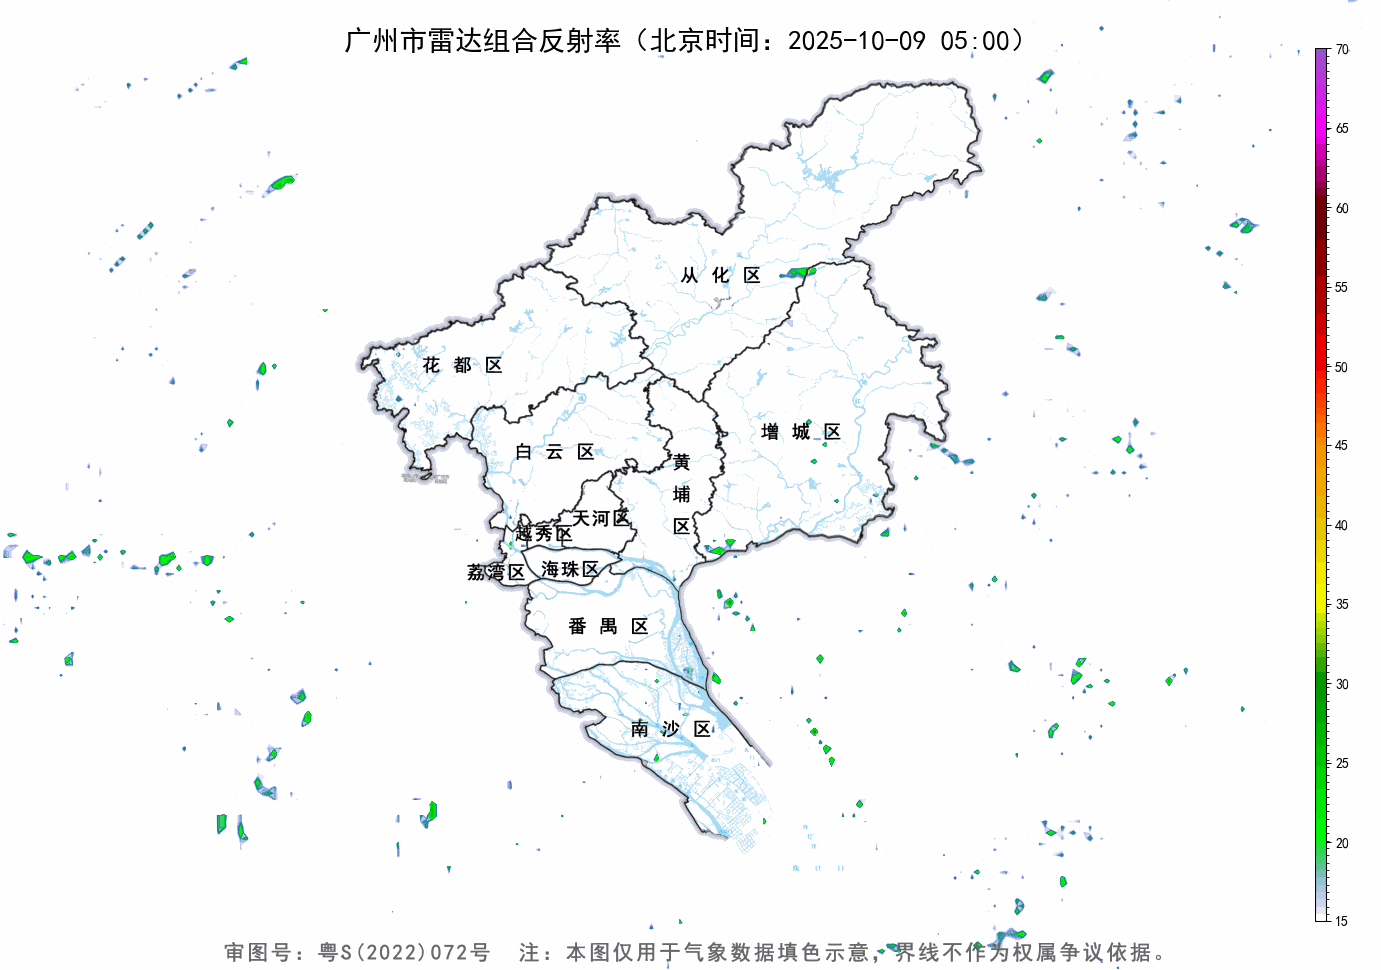 广州市雷达组合反射率（北京时间：2025-10-09 05:00）
70
65
60
55
50
45
40
35
30
25
20
15
从化区
花都区
增城区
白云区
黄埔区
天河区
越秀区
海珠区
荔湾区
番禺区
南沙区
审图号：粤S(2022)072号 注：本图仅用于气象数据填色示意，界线不作为权属争议依据。